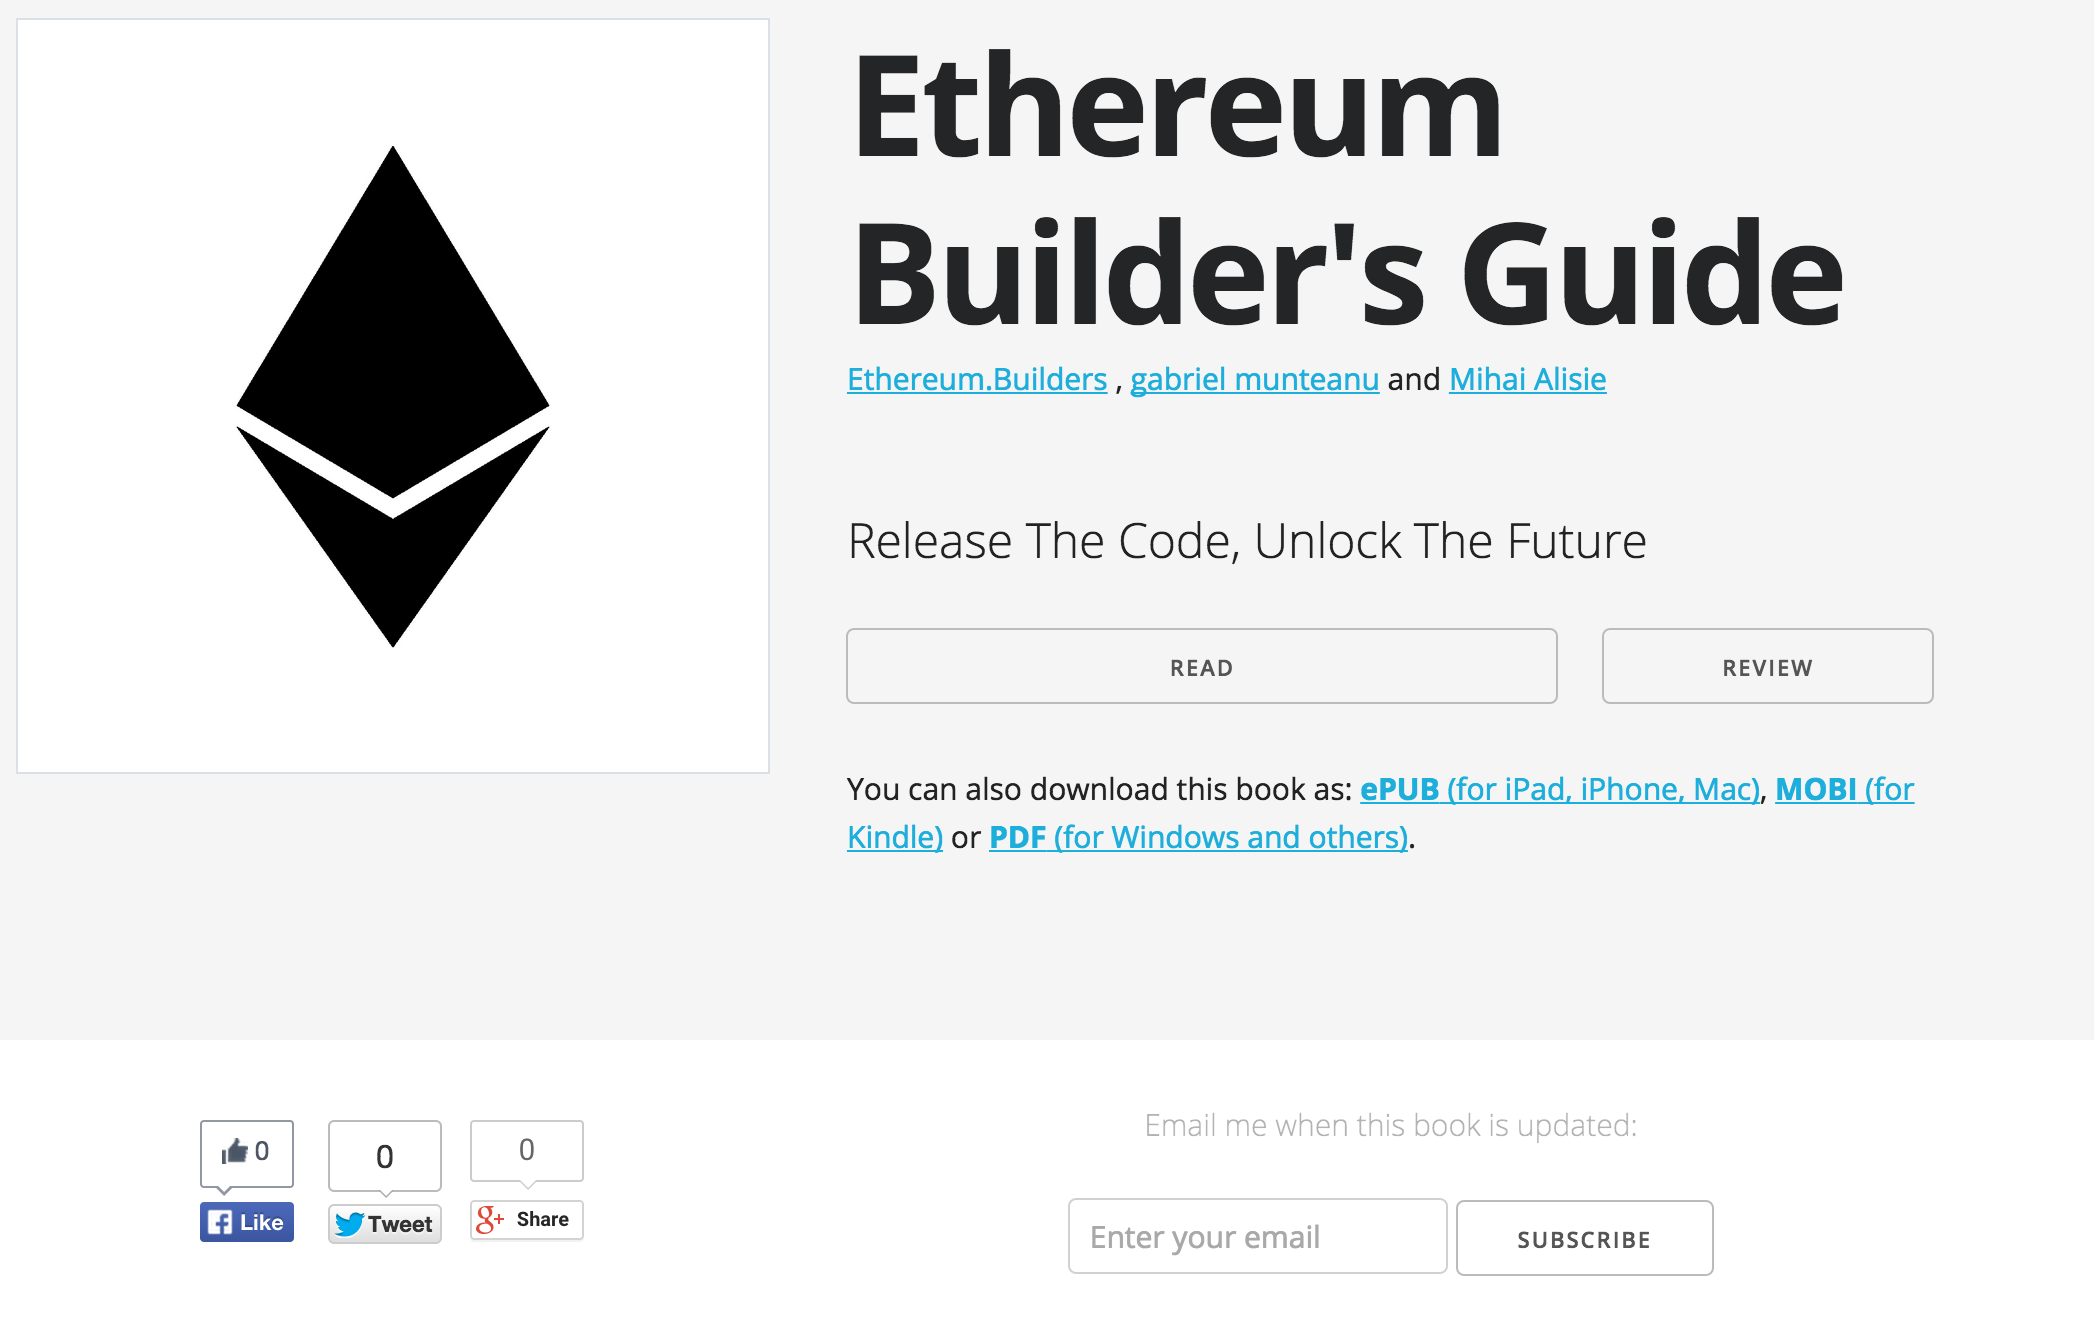 Ethereum
Builder's Guide
Ethereum.Builders , gabriel munteanu and Mihai Alisie
Release The Code, Unlock The Future
READ
REVIEW
You can also download this book as: ePUB (for iPad, iPhone, Mac), MOBI (for
Kindle) or PDF (for Windows and others).
0
0
0
Like
Tweet
g+ Share
Email me when this book is updated:
Enter your email
SUBSCRIBE